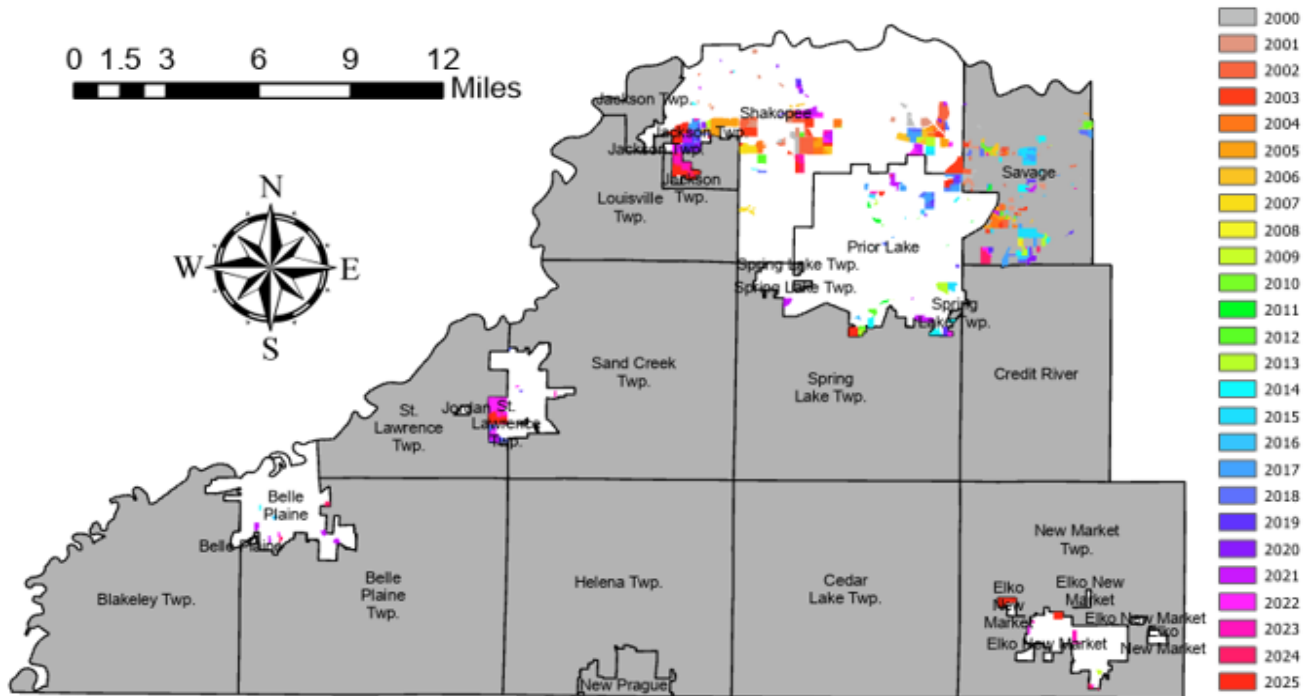 0 1.5 3 6 9 12
Miles
N
W E
S
Jackson Twp.
Shakopee
Jackson Twp.
Jackson Twp.
Jackson
Twp.
Louisville
Twp.
Savage
Prior Lake
Spring Lake Twp.
Spring Lake Twp.
Spring
Lake Twp.
Sand Creek
Twp.
Spring
Lake Twp.
Credit River
Jordan
St.
Lawrence
Twp.
St.
Lawrence
Twp.
Belle
Plaine
Belle Plaine
Blakeley Twp.
Belle
Plaine
Twp.
Helena Twp.
Cedar
Lake Twp.
New Market
Twp.
Elko
New
Market
Elko New
Market
Elko New Market
Elko New Market
Elko
New Market
New Prague
2000
2001
2002
2003
2004
2005
2006
2007
2008
2009
2010
2011
2012
2013
2014
2015
2016
2017
2018
2019
2020
2021
2022
2023
2024
2025